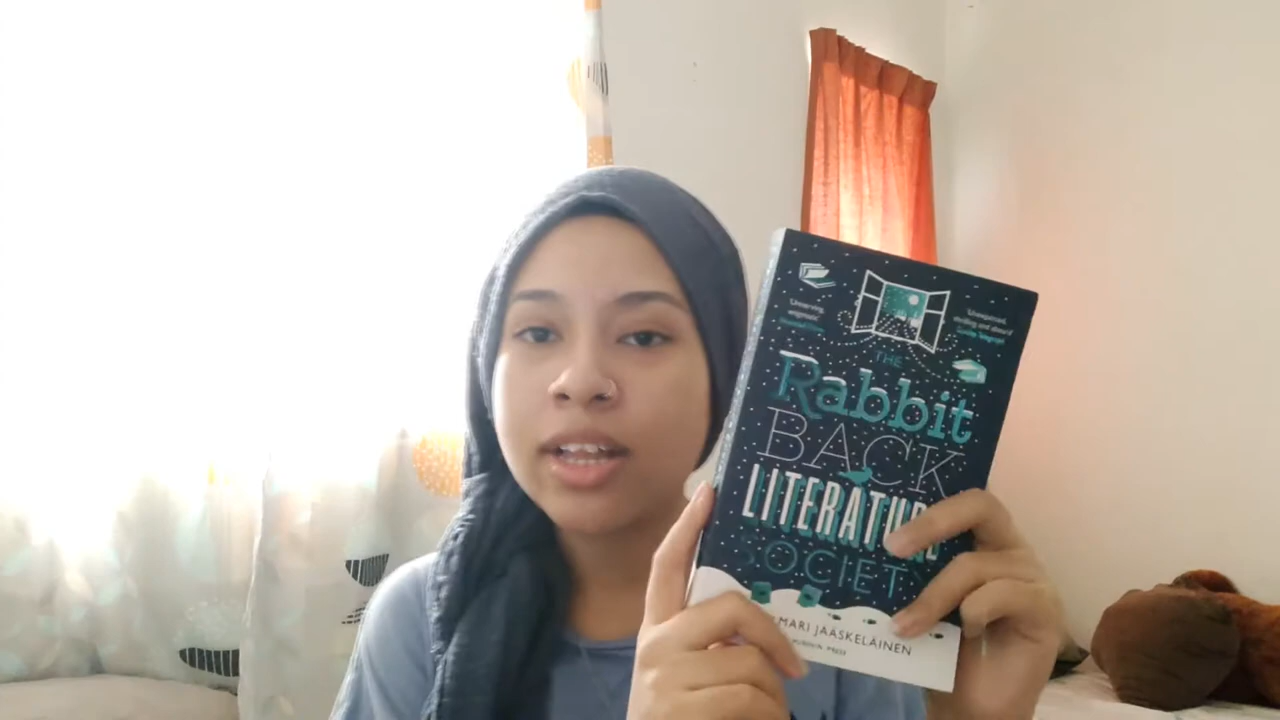 'Unnerving,
enigmatic'
'Unexpected,
thrilling and absurd'
THE
Rabbit
BACK
LITERATURE
SOCIETY
MARI JÄÄSKELÄINEN
PRESS